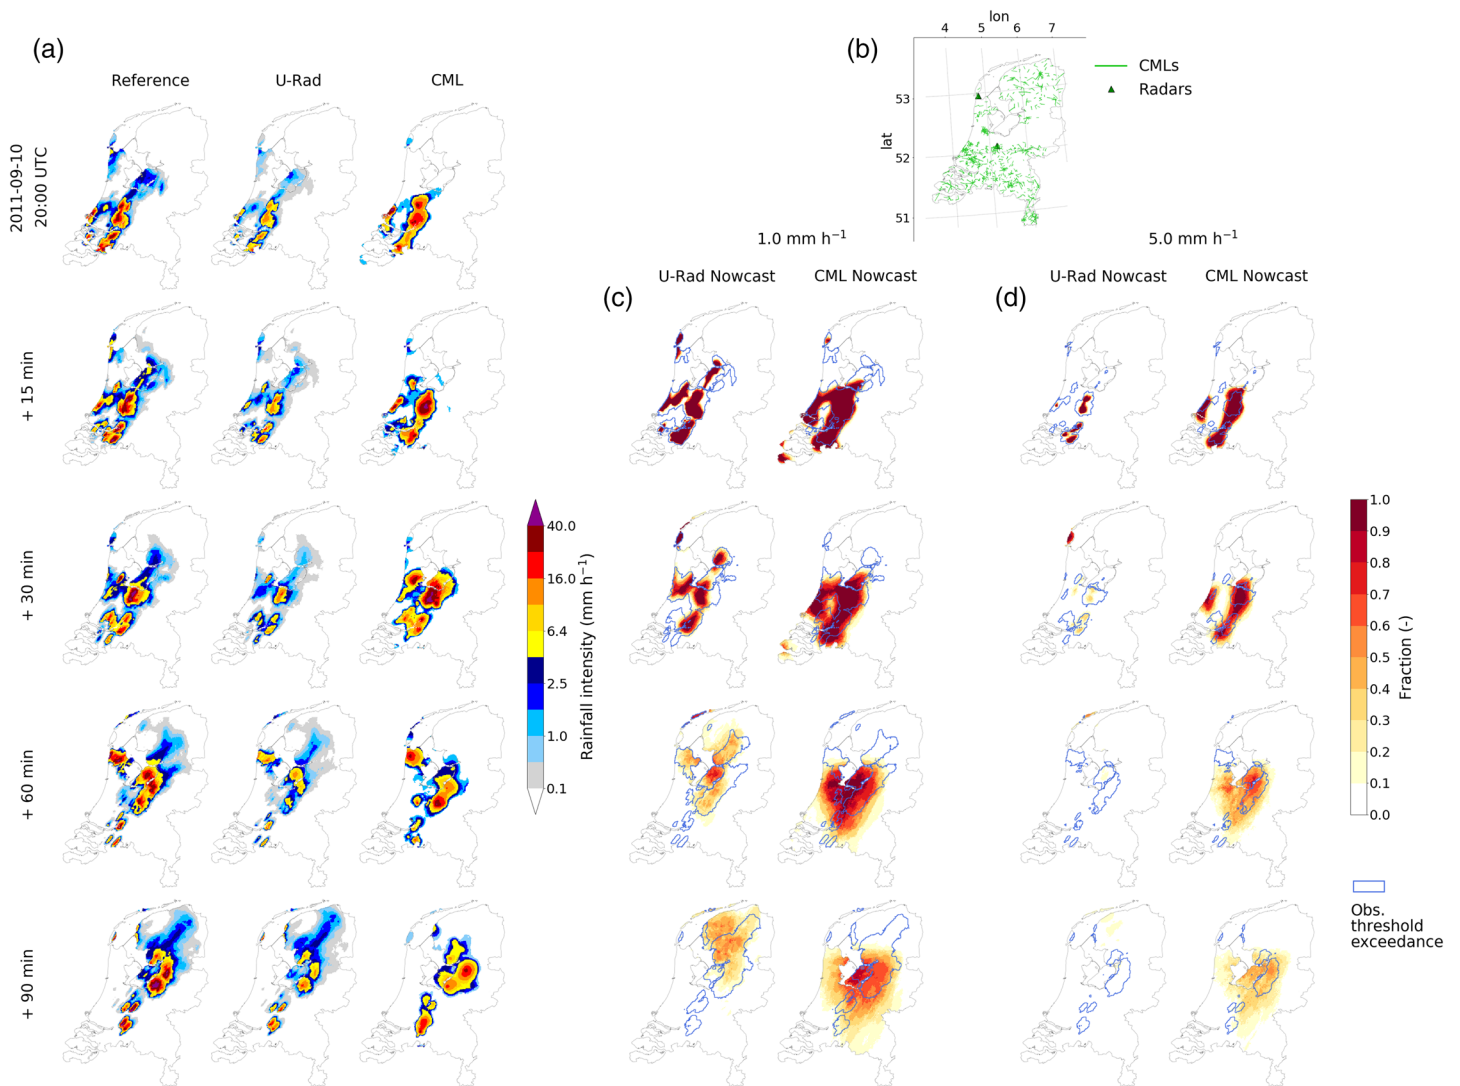 (a)
Reference
U-Rad
CML
2011-09-10
20:00 UTC
+ 15 min
+ 30 min
+ 60 min
+ 90 min
40.0
16.0
6.4
2.5
1.0
0.1
Rainfall intensity (mm h⁻¹)
(b)
lon
4 5 6 7
lat
53
52
51
CMLs
Radars
1.0 mm h⁻¹
5.0 mm h⁻¹
(c)
U-Rad Nowcast
CML Nowcast
(d)
U-Rad Nowcast
CML Nowcast
1.0
0.9
0.8
0.7
0.6
0.5
0.4
0.3
0.2
0.1
0.0
Fraction (-)
Obs.
threshold
exceedance